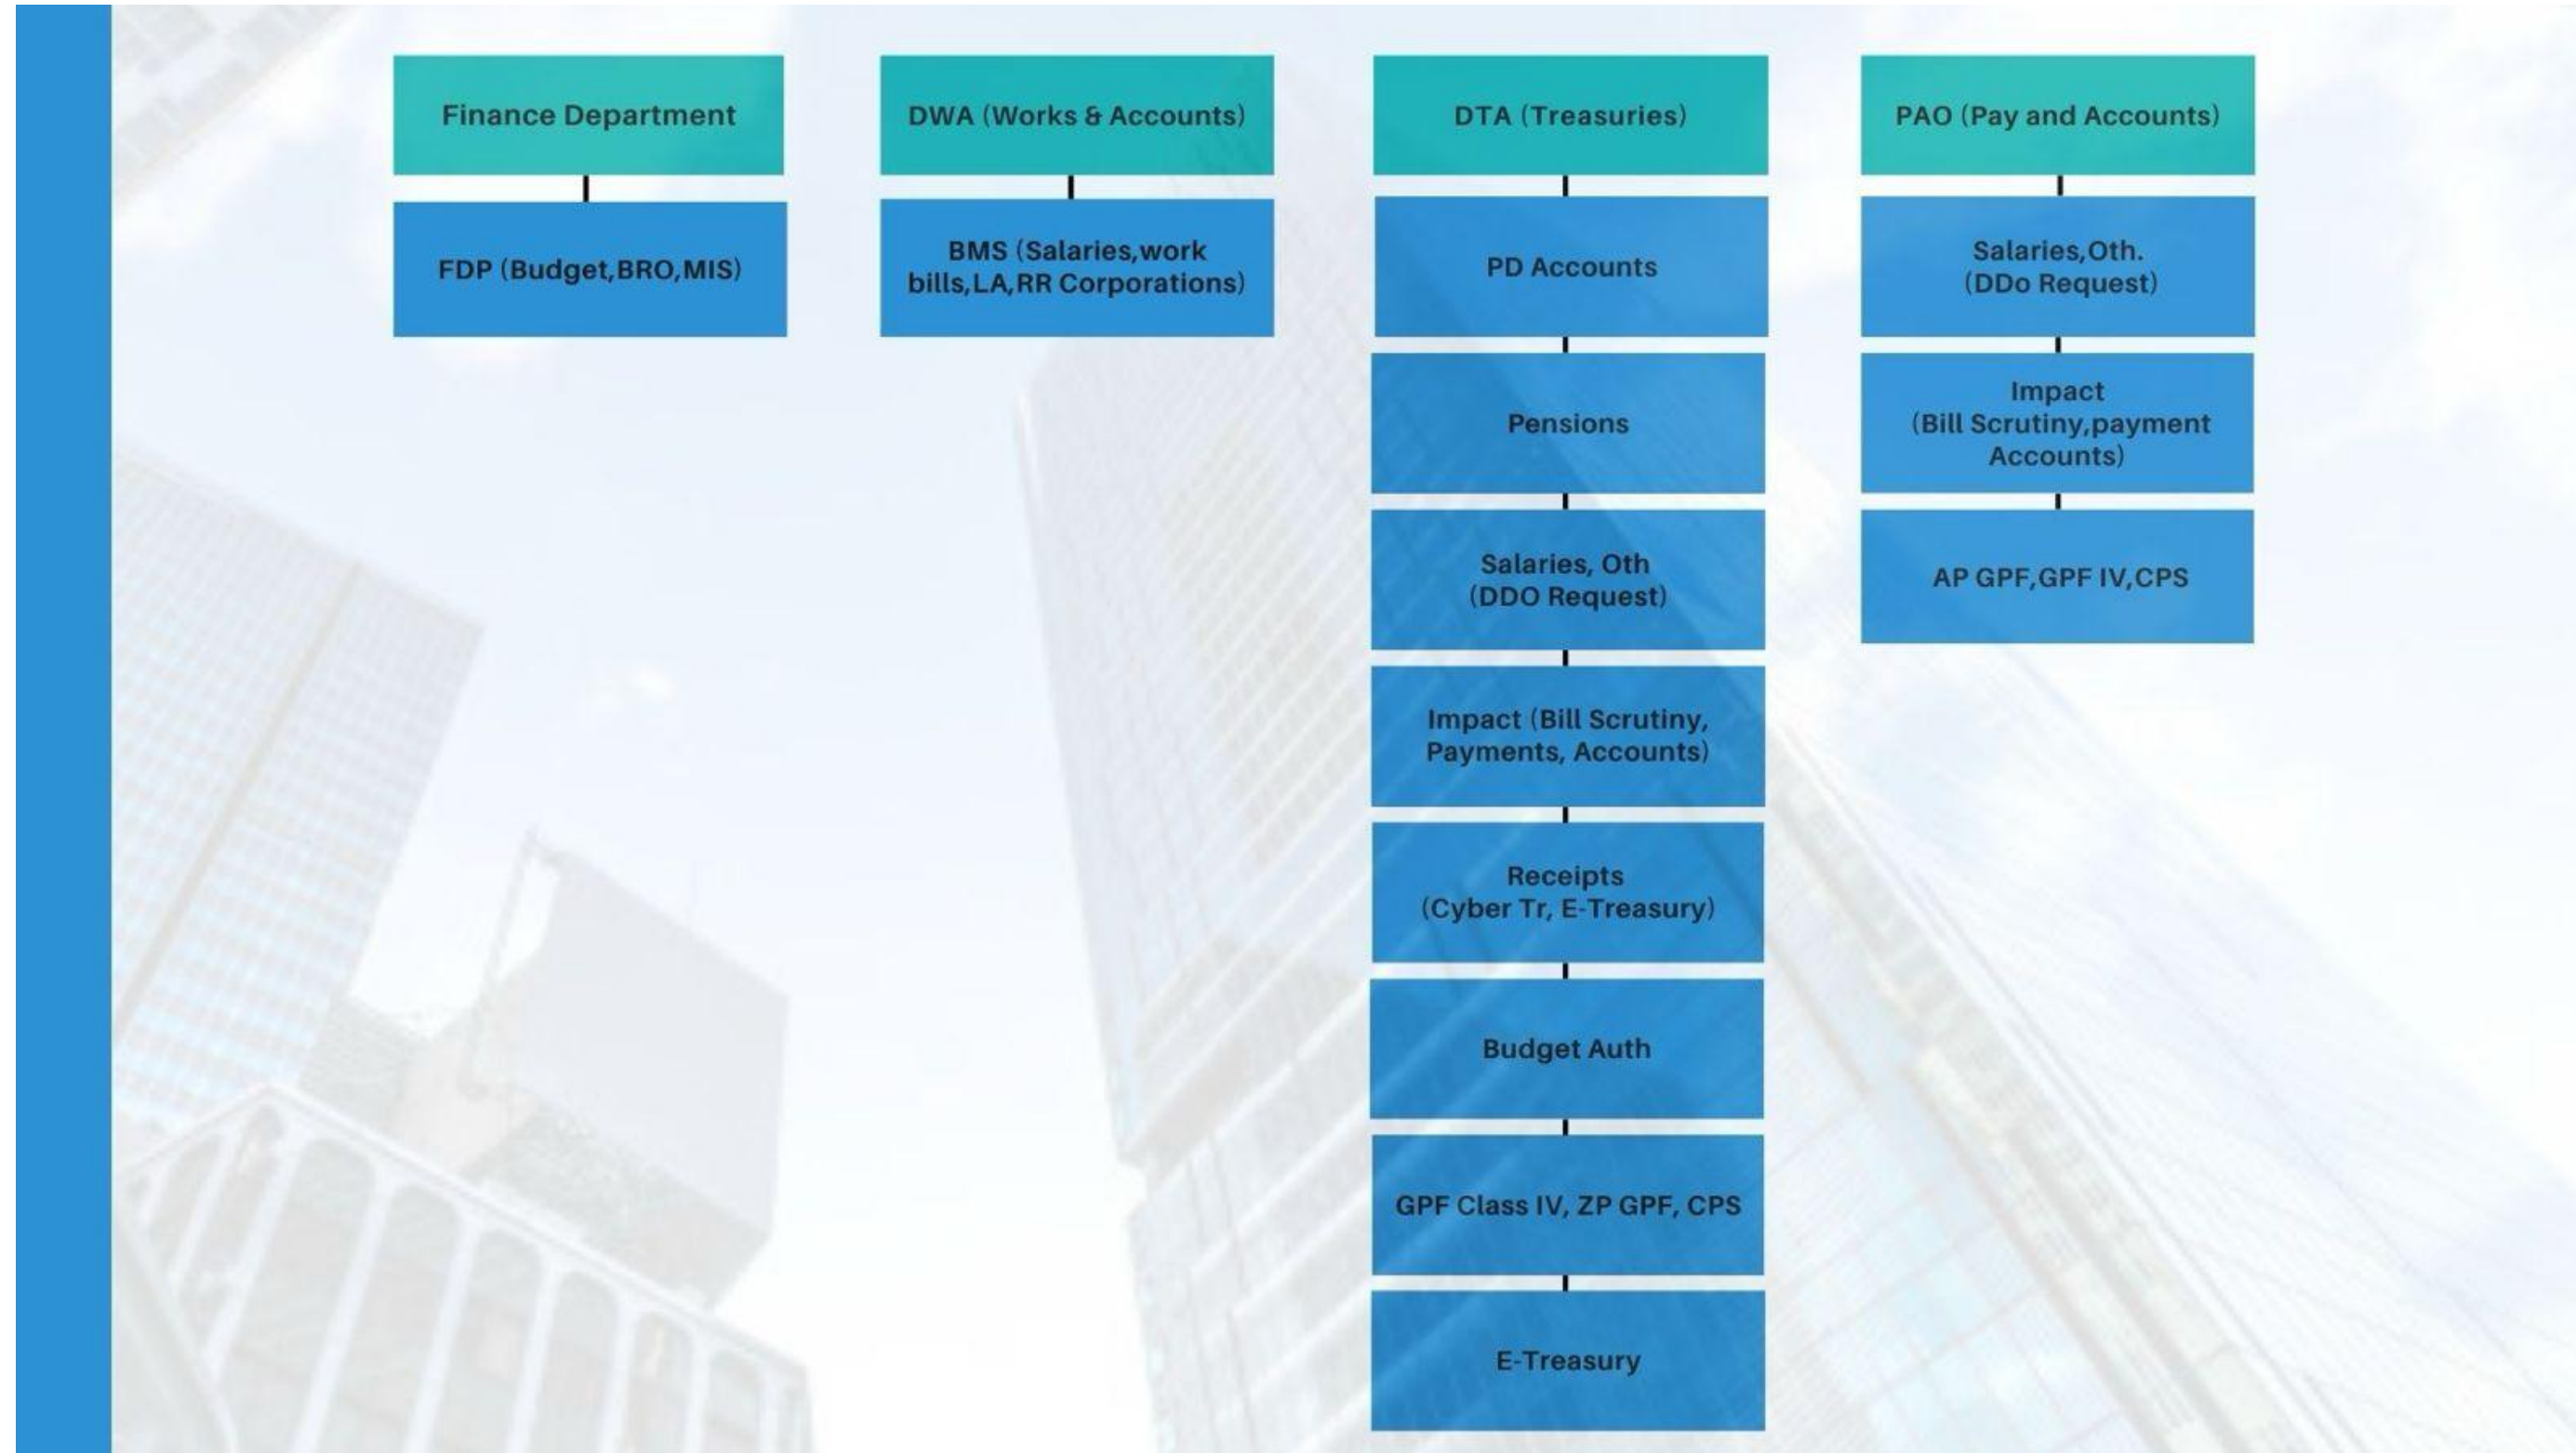 Finance Department
FDP (Budget,BRO,MIS)
DWA (Works & Accounts)
BMS (Salaries,work
bills,LA,RR Corporations)
DTA (Treasuries)
PD Accounts
Pensions
Salaries, Oth
(DDO Request)
Impact (Bill Scrutiny,
Payments, Accounts)
Receipts
(Cyber Tr, E-Treasury)
Budget Auth
GPF Class IV, ZP GPF, CPS
E-Treasury
PAO (Pay and Accounts)
Salaries,Oth.
(DDo Request)
Impact
(Bill Scrutiny,payment
Accounts)
AP GPF,GPF IV,CPS